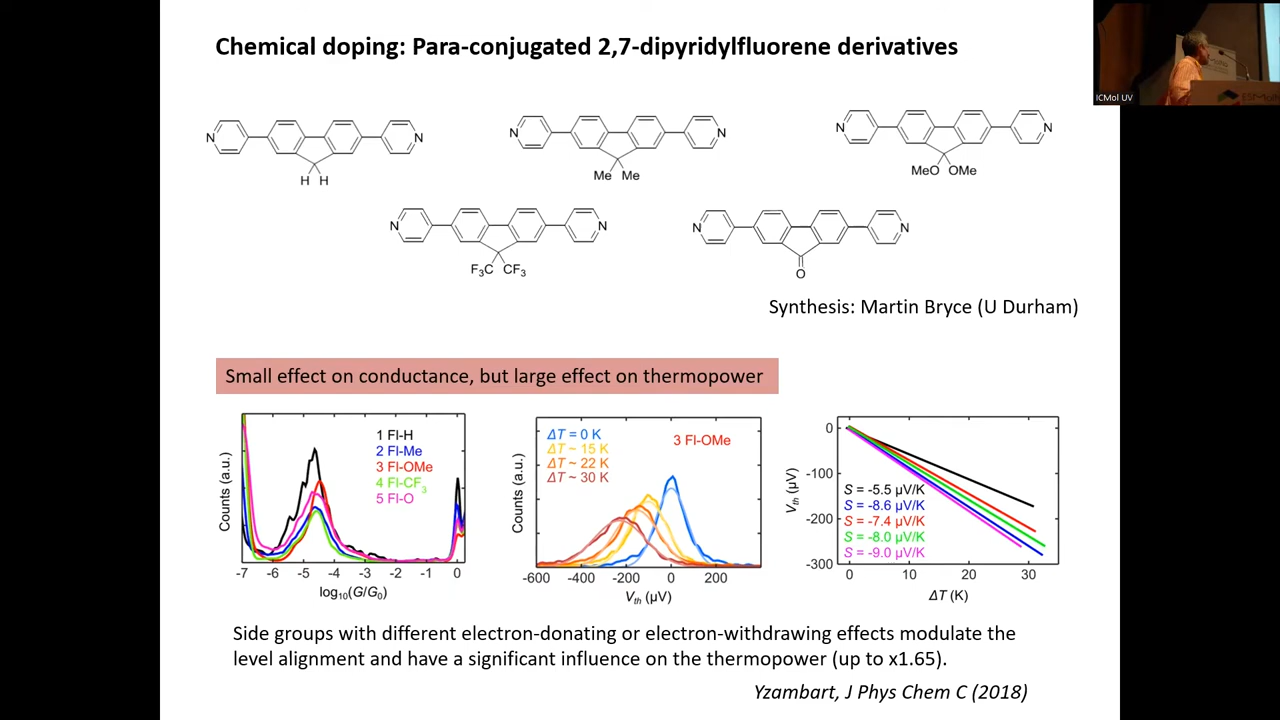 Chemical doping: Para-conjugated 2,7-dipyridylfluorene derivatives
ICMol UV
N N
H H
N N
Me Me
N N
MeO OMe
N N
F3C CF3
N N
O
Synthesis: Martin Bryce (U Durham)
Small effect on conductance, but large effect on thermopower
Counts (a.u.)
1 Fl-H
2 Fl-Me
3 Fl-OMe
4 Fl-CF3
5 Fl-O
-7 -6 -5 -4 -3 -2 -1 0
log10(G/G0)
Counts (a.u.)
ΔT = 0 K
ΔT ~ 15 K
ΔT ~ 22 K
ΔT ~ 30 K
3 Fl-OMe
-600 -400 -200 0 200
Vth (µV)
Vth (µV)
0
-100
-200
-300
S = -5.5 µV/K
S = -8.6 µV/K
S = -7.4 µV/K
S = -8.0 µV/K
S = -9.0 µV/K
0 10 20 30
ΔT (K)
Side groups with different electron-donating or electron-withdrawing effects modulate the
level alignment and have a significant influence on the thermopower (up to x1.65).
Yzambart, J Phys Chem C (2018)